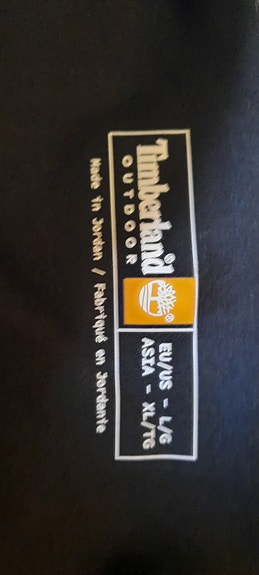 Timberland®
OUTDOOR
®
EU/US - L/G
ASIA - XL/TG
Made in Jordan / Fabriqué en Jordanie